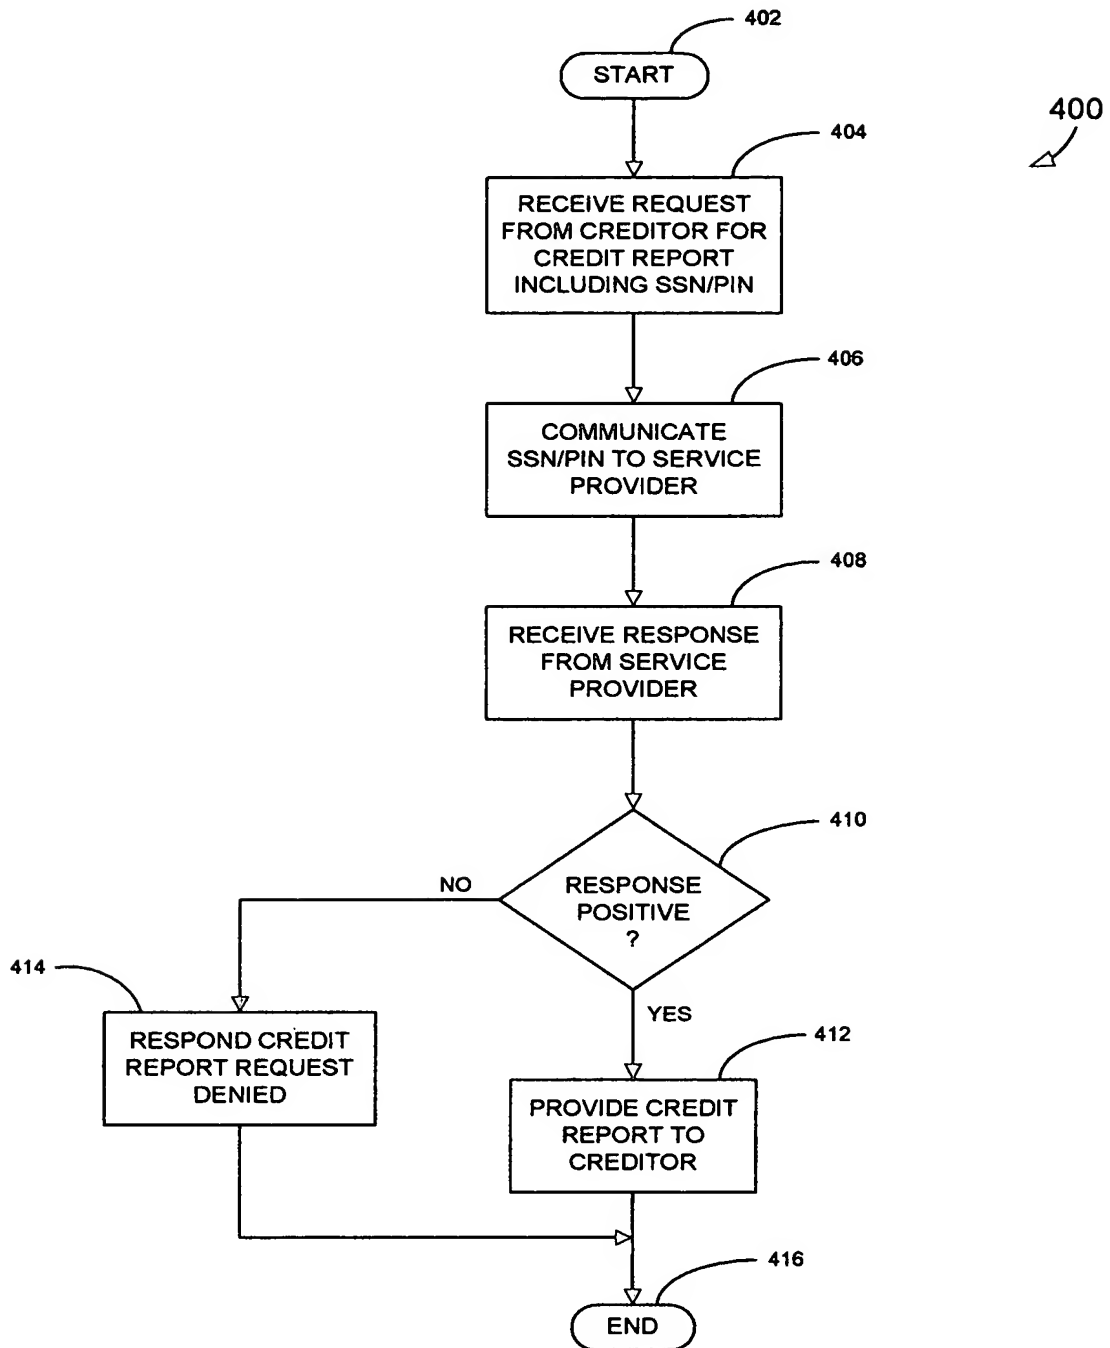 402
START
400
404
RECEIVE REQUEST
FROM CREDITOR FOR
CREDIT REPORT
INCLUDING SSN/PIN
406
COMMUNICATE
SSN/PIN TO SERVICE
PROVIDER
408
RECEIVE RESPONSE
FROM SERVICE
PROVIDER
410
RESPONSE
POSITIVE
?
NO
YES
414
RESPOND CREDIT
REPORT REQUEST
DENIED
412
PROVIDE CREDIT
REPORT TO
CREDITOR
416
END